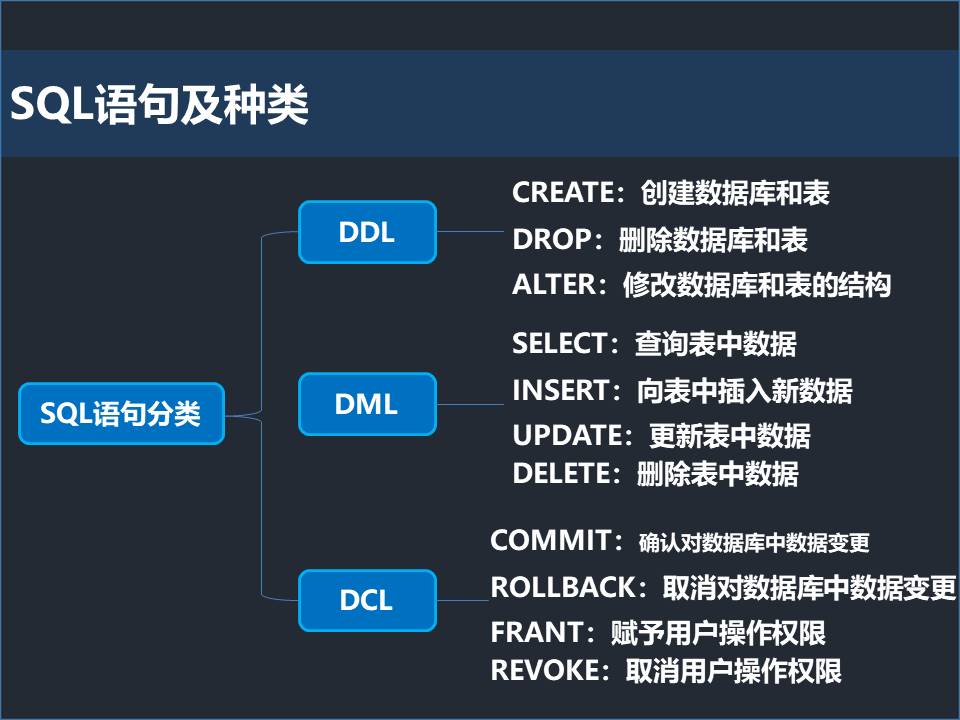 SQL语句及种类
SQL语句分类
DDL
CREATE：创建数据库和表
DROP：删除数据库和表
ALTER：修改数据库和表的结构
DML
SELECT：查询表中数据
INSERT：向表中插入新数据
UPDATE：更新表中数据
DELETE：删除表中数据
DCL
COMMIT：确认对数据库中数据变更
ROLLBACK：取消对数据库中数据变更
FRANT：赋予用户操作权限
REVOKE：取消用户操作权限